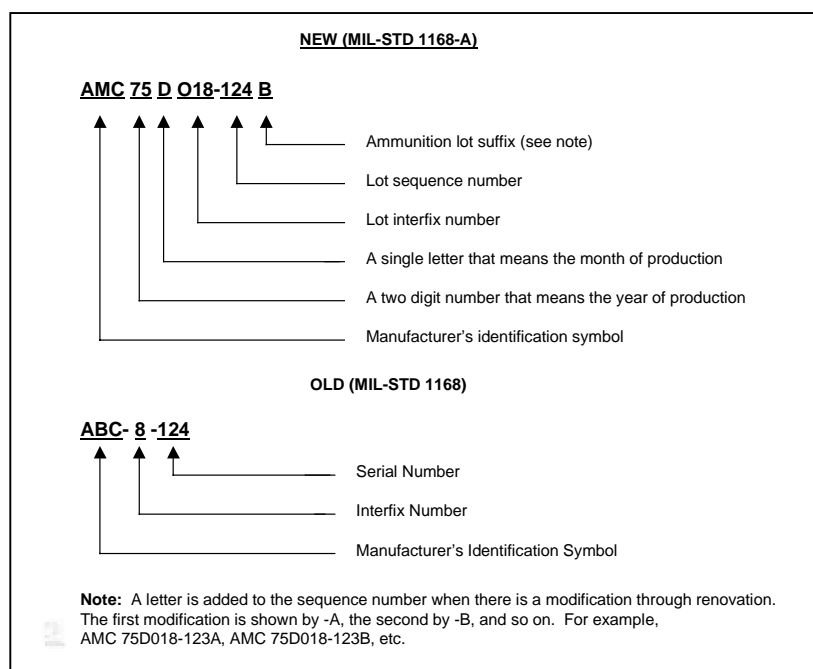 NEW (MIL-STD 1168-A)
AMC 75 D O18-124 B
Ammunition lot suffix (see note)
Lot sequence number
Lot interfix number
A single letter that means the month of production
A two digit number that means the year of production
Manufacturer’s identification symbol
OLD (MIL-STD 1168)
ABC- 8 -124
Serial Number
Interfix Number
Manufacturer’s Identification Symbol
Note: A letter is added to the sequence number when there is a modification through renovation.
The first modification is shown by -A, the second by -B, and so on. For example,
AMC 75D018-123A, AMC 75D018-123B, etc.